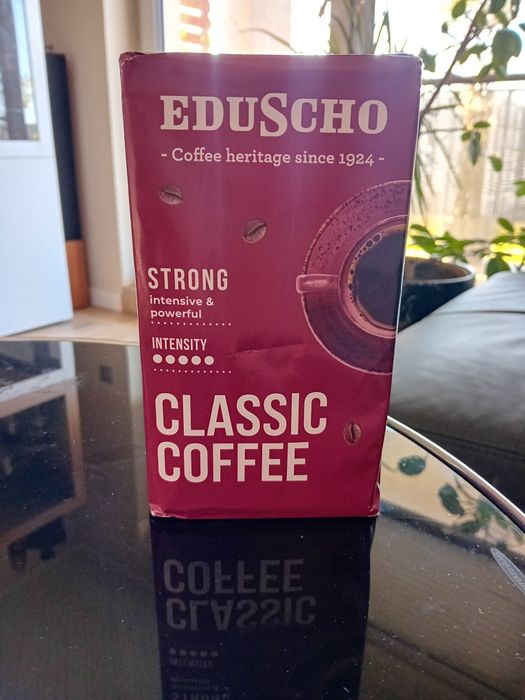 EDUSCHO
- Coffee heritage since 1924 -
STRONG
intensive &
powerful
INTENSITY
CLASSIC
COFFEE